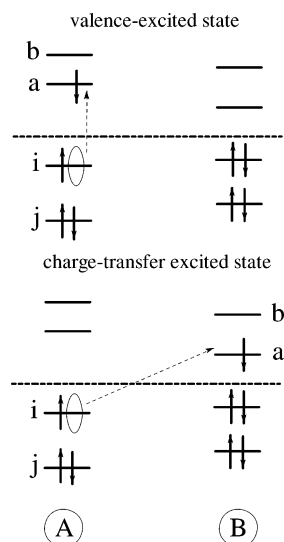 valence-excited state
b
a
i
j
charge-transfer excited state
b
a
i
j
A B